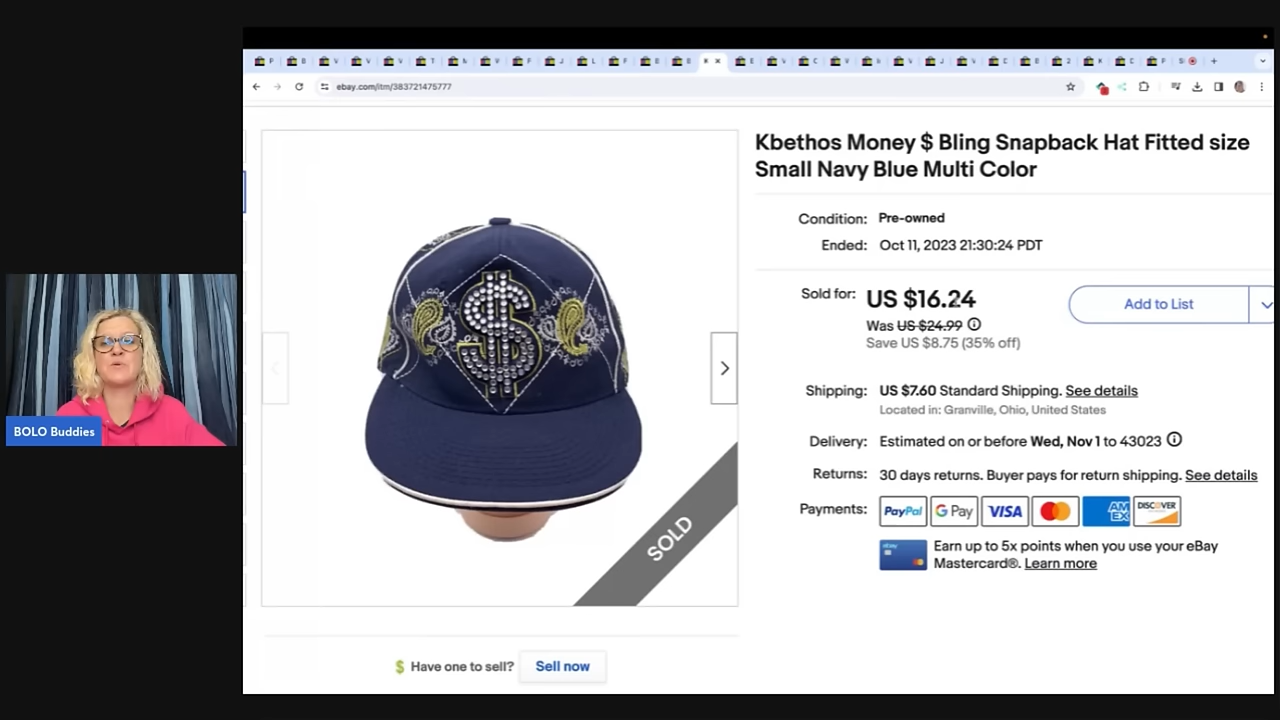 ebay.com/itm/383721475777
Kbethos Money $ Bling Snapback Hat Fitted size
Small Navy Blue Multi Color
Condition: Pre-owned
Ended: Oct 11, 2023 21:30:24 PDT
Sold for: US $16.24
Add to List
Was US $24.99
Save US $8.75 (35% off)
Shipping: US $7.60 Standard Shipping. See details
Located in: Granville, Ohio, United States
Delivery: Estimated on or before Wed, Nov 1 to 43023
Returns: 30 days returns. Buyer pays for return shipping. See details
Payments: PayPal G Pay VISA AM EX DISCOVER
Earn up to 5x points when you use your eBay
Mastercard®. Learn more
SOLD
$ Have one to sell? Sell now
BOLO Buddies